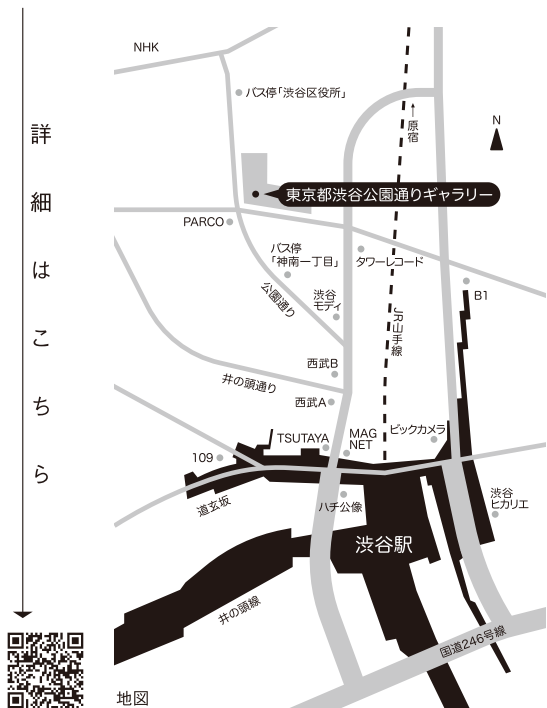 詳細はこちら
NHK
バス停「渋谷区役所」
↑
原宿
N
東京都渋谷公園通りギャラリー
PARCO
バス停
「神南一丁目」
タワーレコード
公園通り
渋谷
モディ
B1
JR山手線
西武B
井の頭通り
西武A
TSUTAYA
MAG
NET
ビックカメラ
109
道玄坂
ハチ公像
渋谷
ヒカリエ
渋谷駅
井の頭線
国道246号線
地図